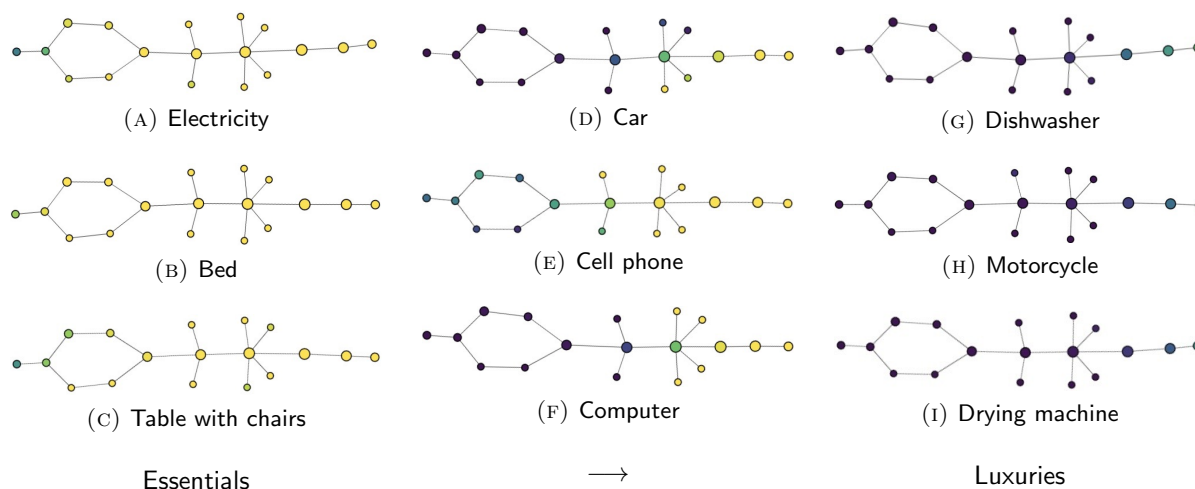 (A) Electricity
(D) Car
(G) Dishwasher
(B) Bed
(E) Cell phone
(H) Motorcycle
(C) Table with chairs
(F) Computer
(I) Drying machine
Essentials → Luxuries